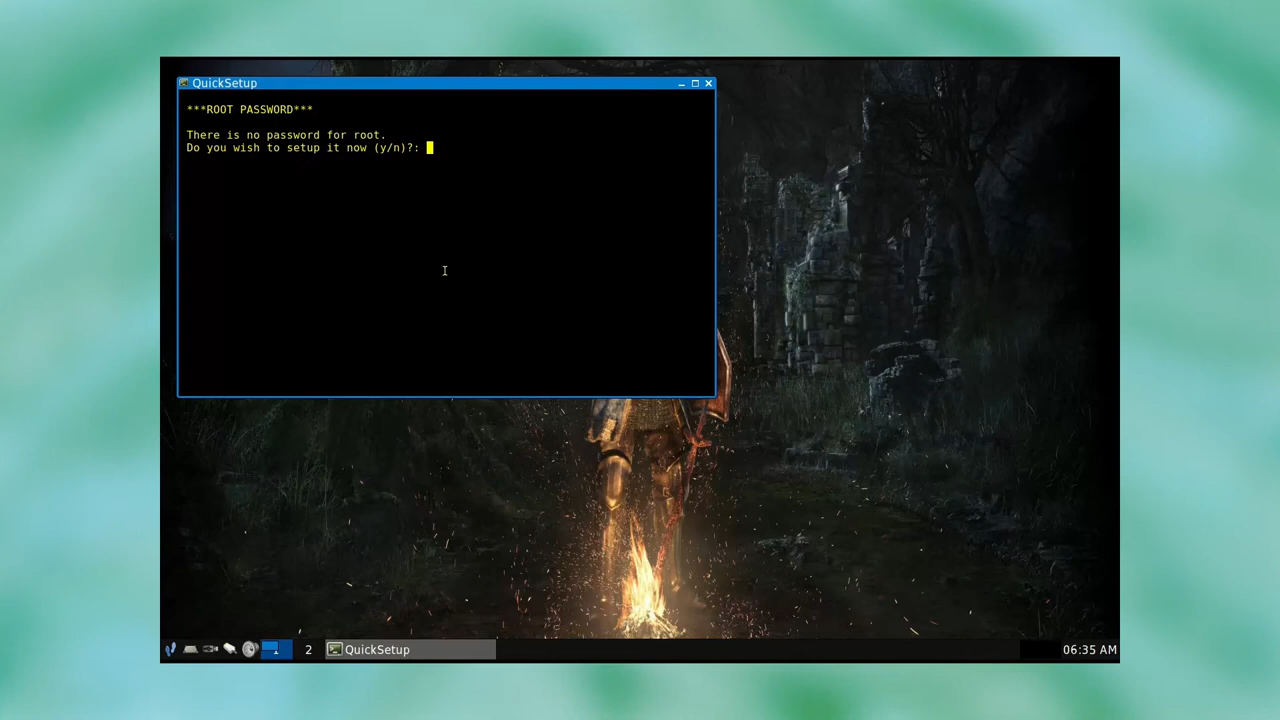 QuickSetup
***ROOT PASSWORD***
There is no password for root.
Do you wish to setup it now (y/n)?:
2
QuickSetup
06:35 AM